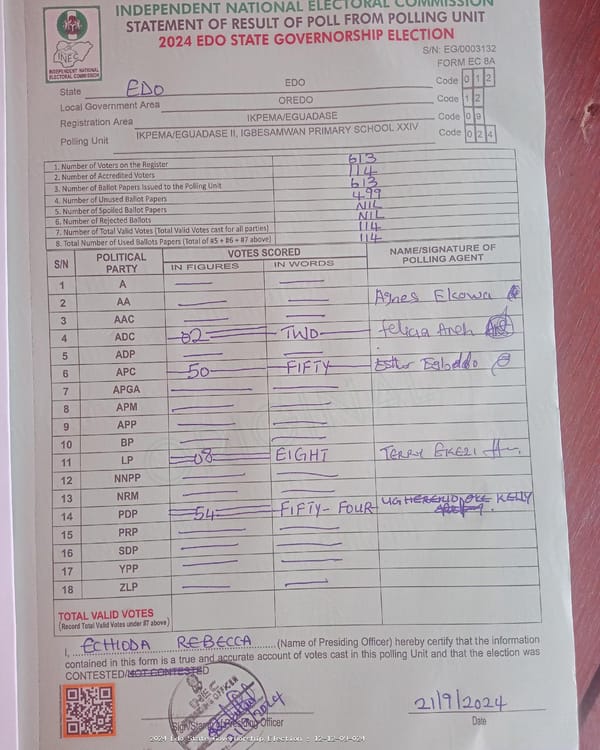 INDEPENDENT NATIONAL ELECTORAL COMMISSION
STATEMENT OF RESULT OF POLL FROM POLLING UNIT
2024 EDO STATE GOVERNORSHIP ELECTION
INEC
INDEPENDENT NATIONAL ELECTORAL COMMISSION
S/N: EG/0003132
FORM EC 8A
State EDO EDO Code 0 1 2
Local Government Area OREDO Code 1 2
Registration Area IKPEMA/EGUADASE Code 0 9
Polling Unit IKPEMA/EGUADASE II, IGBESAMWAN PRIMARY SCHOOL XXIV Code 0 2 4
1. Number of Voters on the Register 613
2. Number of Accredited Voters 114
3. Number of Ballot Papers Issued to the Polling Unit 613
4. Number of Unused Ballot Papers 499
5. Number of Spoiled Ballot Papers NIL
6. Number of Rejected Ballots NIL
7. Number of Total Valid Votes (Total Valid Votes cast for all parties) 114
8. Total Number of Used Ballots Papers (Total of #5 + #6 + #7 above) 114
S/N POLITICAL PARTY VOTES SCORED NAME/SIGNATURE OF POLLING AGENT
IN FIGURES IN WORDS
1 A
2 AA Agnes Ekowa
3 AAC
4 ADC 02 TWO Felicia
5 ADP
6 APC 50 FIFTY Esther
7 APGA
8 APM
9 APP
10 BP
11 LP 08 EIGHT TERRY EKEZI
12 NNPP
13 NRM
14 PDP 54 FIFTY-FOUR KELLY
15 PRP
16 SDP
17 YPP
18 ZLP
TOTAL VALID VOTES
(Record Total Valid Votes under #7 above)
I, ECHIODA REBECCA (Name of Presiding Officer) hereby certify that the information
contained in this form is a true and accurate account of votes cast in this polling Unit and that the election was
CONTESTED/NOT CONTESTED
21/9/2024
Sign/Stamp of Presiding Officer Date
2024 Edo State Governorship Election - 12-12-09-024